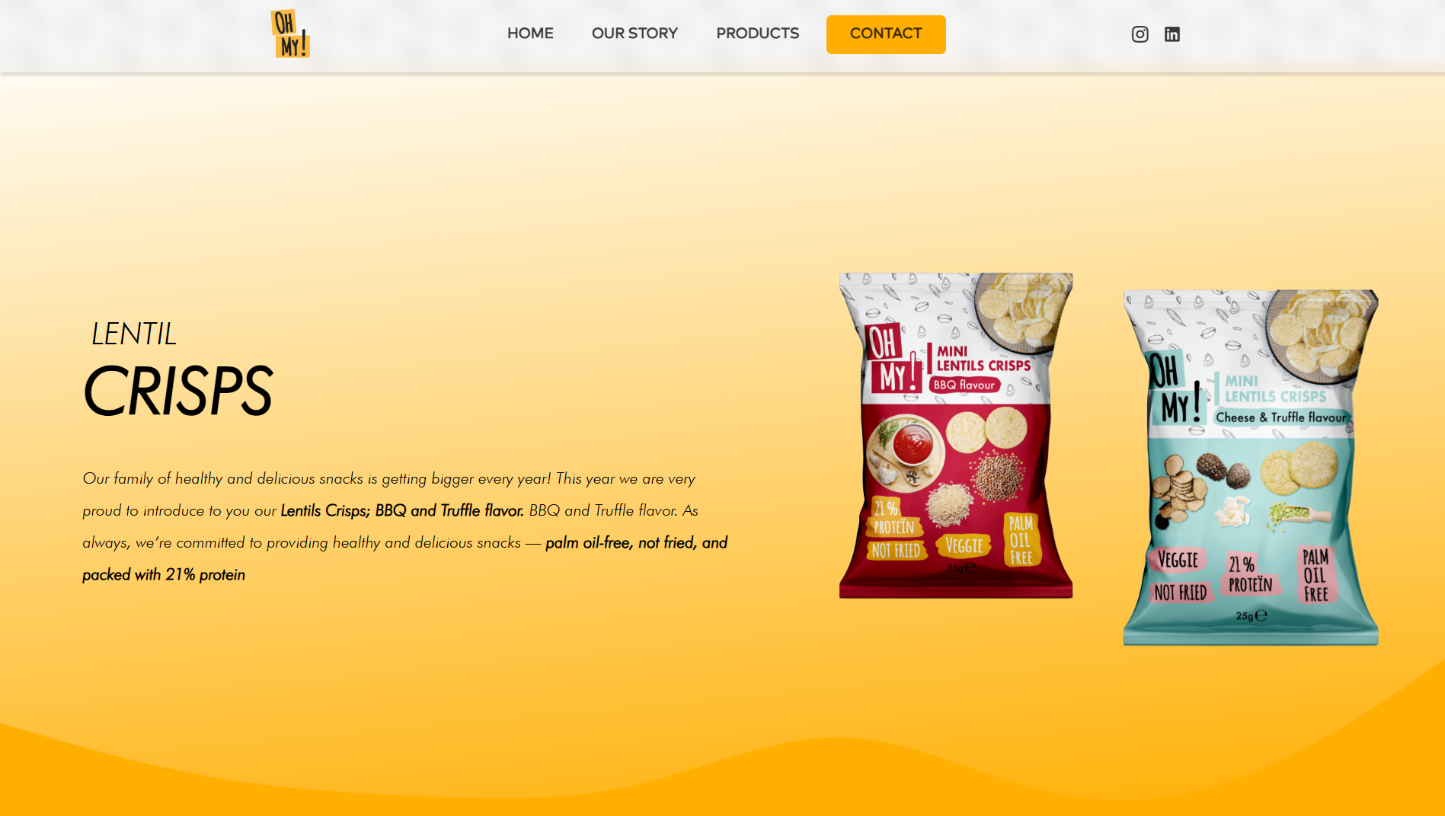 OH
MY!
HOME OUR STORY PRODUCTS CONTACT
LENTIL
CRISPS
Our family of healthy and delicious snacks is getting bigger every year! This year we are very
proud to introduce to you our Lentils Crisps; BBQ and Truffle flavor. BBQ and Truffle flavor. As
always, we're committed to providing healthy and delicious snacks — palm oil-free, not fried, and
packed with 21% protein
OH
MY!
MINI
LENTILS CRISPS
BBQ flavour
21%
PROTEÏN
NOT FRIED
VEGGIE
PALM
OIL
FREE
25g℮
OH
MY!
MINI
LENTILS CRISPS
Cheese & Truffle flavour
VEGGIE
NOT FRIED
21%
PROTEÏN
PALM
OIL
FREE
25g℮